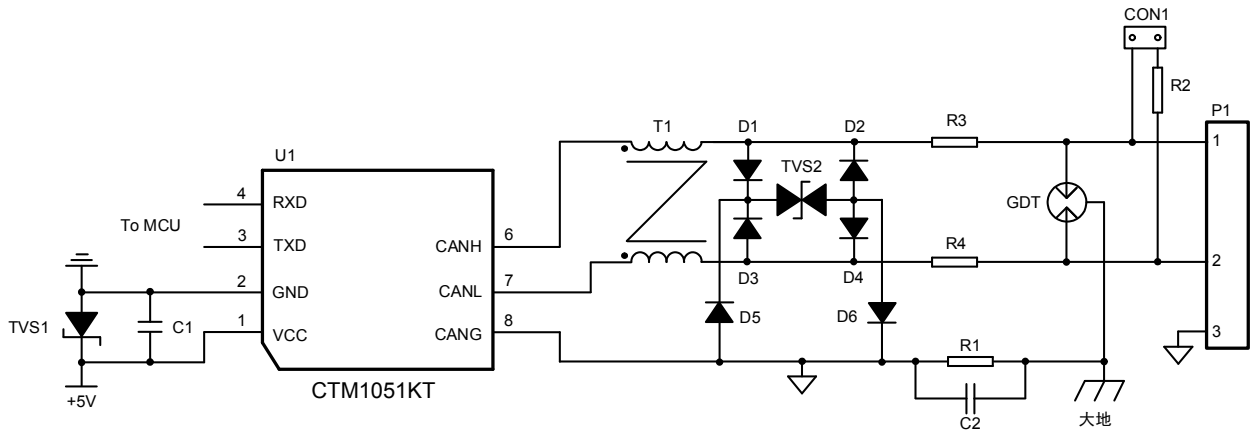 CON1
R2
P1
R3
T1
D1
D2
1
U1
TVS2
4
RXD
GDT
To MCU
3
TXD
6
CANH
R4
2
D3
D4
2
GND
7
CANL
TVS1
C1
1
VCC
8
CANG
D5
D6
3
R1
CTM1051KT
+5V
C2
大地